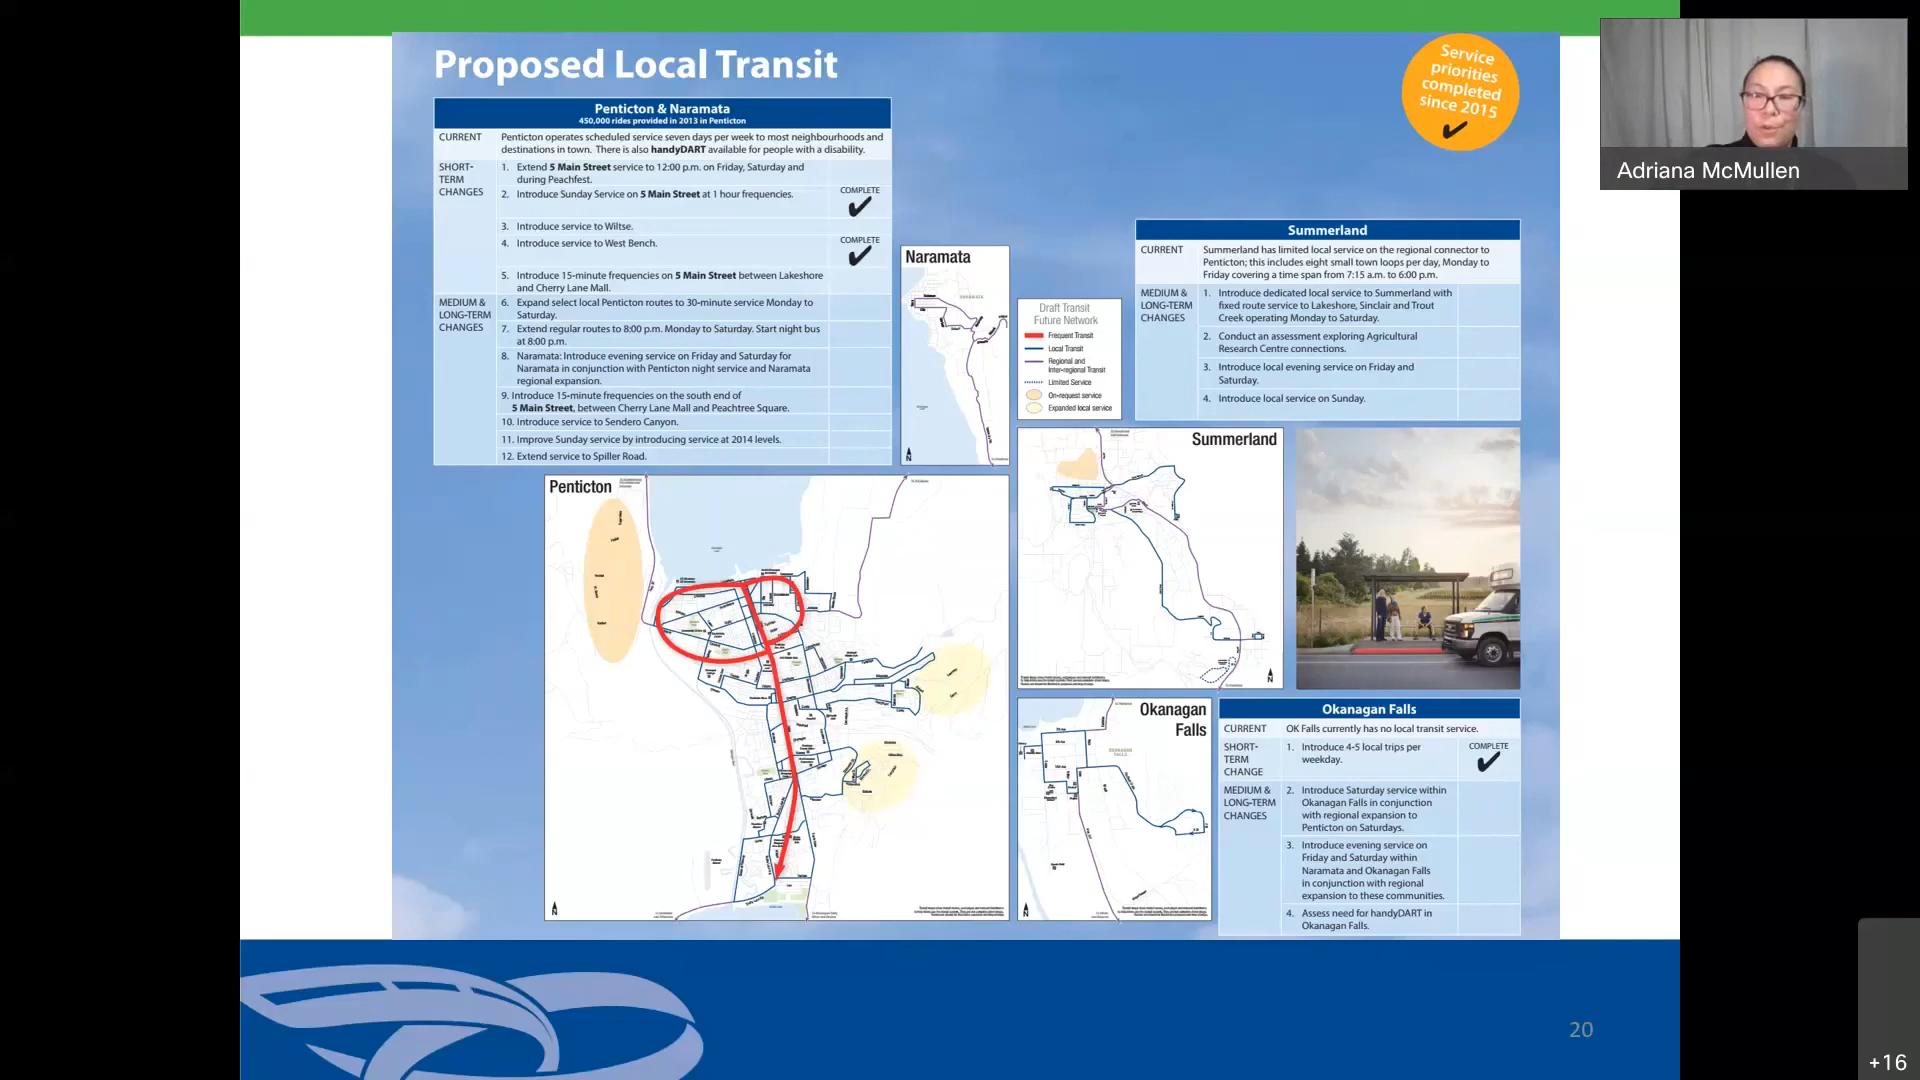 Proposed Local Transit
Service
priorities
completed
since 2015
Adriana McMullen
Penticton & Naramata
450,000 rides provided in 2013 in Penticton
CURRENT
Penticton operates scheduled service seven days per week to most neighbourhoods and
destinations in town. There is also handyDART available for people with a disability.
SHORT-
TERM
CHANGES
1. Extend 5 Main Street service to 12:00 p.m. on Friday, Saturday and
during Peachfest.
2. Introduce Sunday Service on 5 Main Street at 1 hour frequencies.
COMPLETE
3. Introduce service to Wiltse.
4. Introduce service to West Bench.
COMPLETE
5. Introduce 15-minute frequencies on 5 Main Street between Lakeshore
and Cherry Lane Mall.
MEDIUM &
LONG-TERM
CHANGES
6. Expand select local Penticton routes to 30-minute service Monday to
Saturday.
7. Extend regular routes to 8:00 p.m. Monday to Saturday. Start night bus
at 8:00 p.m.
8. Naramata: Introduce evening service on Friday and Saturday for
Naramata in conjunction with Penticton night service and Naramata
regional expansion.
9. Introduce 15-minute frequencies on the south end of
5 Main Street, between Cherry Lane Mall and Peachtree Square.
10. Introduce service to Sendero Canyon.
11. Improve Sunday service by introducing service at 2014 levels.
12. Extend service to Spiller Road.
Naramata
N
Draft Transit
Future Network
Frequent Transit
Local Transit
Regional and
Inter-regional Transit
Limited Service
On-request service
Expanded local service
Summerland
CURRENT
Summerland has limited local service on the regional connector to
Penticton; this includes eight small town loops per day, Monday to
Friday covering a time span from 7:15 a.m. to 6:00 p.m.
MEDIUM &
LONG-TERM
CHANGES
1. Introduce dedicated local service to Summerland with
fixed route service to Lakeshore, Sinclair and Trout
Creek operating Monday to Saturday.
2. Conduct an assessment exploring Agricultural
Research Centre connections.
3. Introduce local evening service on Friday and
Saturday.
4. Introduce local service on Sunday.
Penticton
N
Summerland
N
Okanagan
Falls
N
Okanagan Falls
CURRENT
OK Falls currently has no local transit service.
SHORT-
TERM
CHANGE
1. Introduce 4-5 local trips per
weekday.
COMPLETE
MEDIUM &
LONG-TERM
CHANGES
2. Introduce Saturday service within
Okanagan Falls in conjunction
with regional expansion to
Penticton on Saturdays.
3. Introduce evening service on
Friday and Saturday within
Naramata and Okanagan Falls
in conjunction with regional
expansion to these communities.
4. Assess need for handyDART in
Okanagan Falls.
20
+16